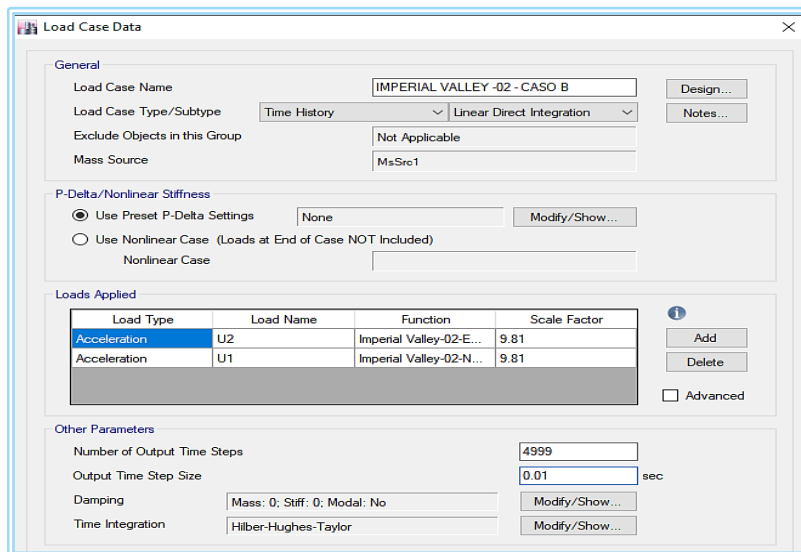 Load Case Data
General
Load Case Name IMPERIAL VALLEY -02 - CASO B Design...
Load Case Type/Subtype Time History Linear Direct Integration Notes...
Exclude Objects in this Group Not Applicable
Mass Source MsSrc1
P-Delta/Nonlinear Stiffness
Use Preset P-Delta Settings None Modify/Show...
Use Nonlinear Case (Loads at End of Case NOT Included)
Nonlinear Case
Loads Applied
Load Type Load Name Function Scale Factor
Acceleration U2 Imperial Valley-02-E... 9.81 Add
Acceleration U1 Imperial Valley-02-N... 9.81 Delete
Advanced
Other Parameters
Number of Output Time Steps 4999
Output Time Step Size 0.01 sec
Damping Mass: 0; Stiff: 0; Modal: No Modify/Show...
Time Integration Hilber-Hughes-Taylor Modify/Show...